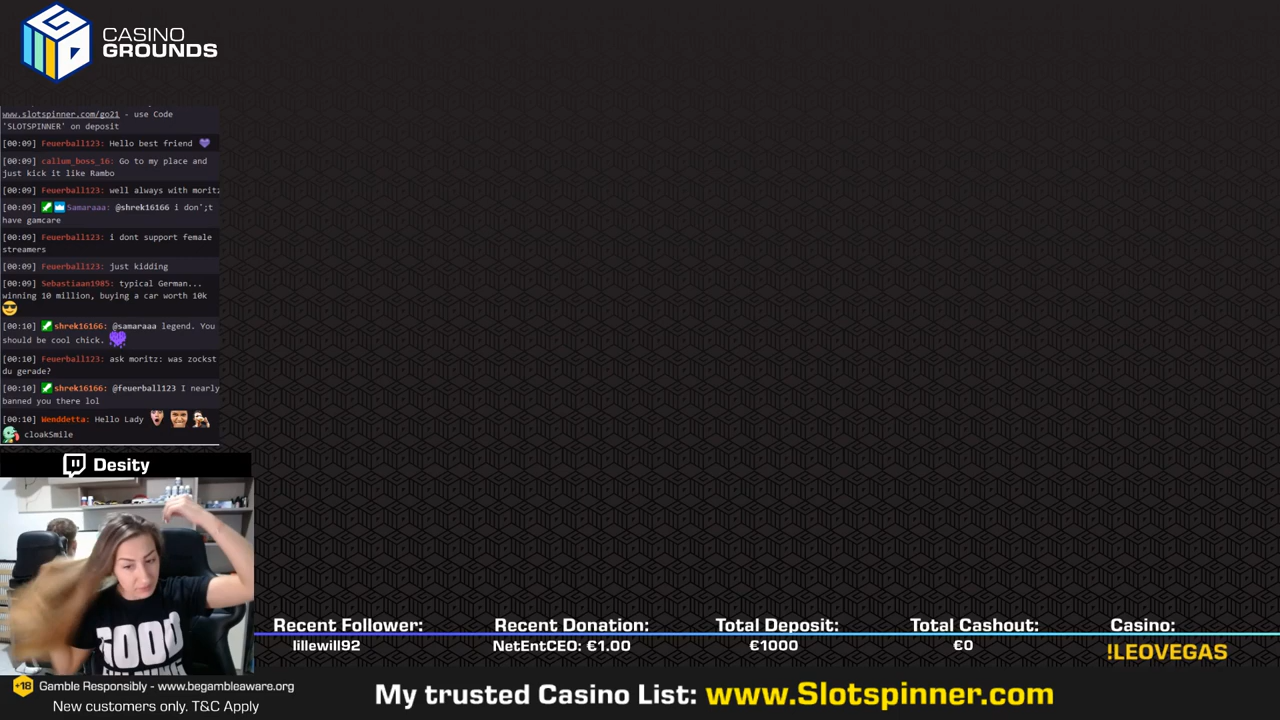 CASINO
GROUNDS
www.slotspinner.com/go21 - use Code
'SLOTSPINNER' on deposit
[00:09] Feuerball123: Hello best friend
[00:09] callum_boss_16: Go to my place and
just kick it like Rambo
[00:09] Feuerball123: well always with moritz
[00:09] Samaraaa: @shrek16166 i don';t
have gamcare
[00:09] Feuerball123: i dont support female
streamers
[00:09] Feuerball123: just kidding
[00:09] Sebastiaan1985: typical German...
winning 10 million, buying a car worth 10k
[00:10] shrek16166: @samaraaa legend. You
should be cool chick.
[00:10] Feuerball123: ask moritz: was zockst
du gerade?
[00:10] shrek16166: @feuerball123 I nearly
banned you there lol
[00:10] Wenddetta: Hello Lady
cloakSmile
Desity
GOOD
Recent Follower:
lillewill92
Recent Donation:
NetEntCEO: €1.00
Total Deposit:
€1000
Total Cashout:
€0
Casino:
!LEOVEGAS
+18 Gamble Responsibly - www.begambleaware.org
New customers only. T&C Apply
My trusted Casino List: www.Slotspinner.com